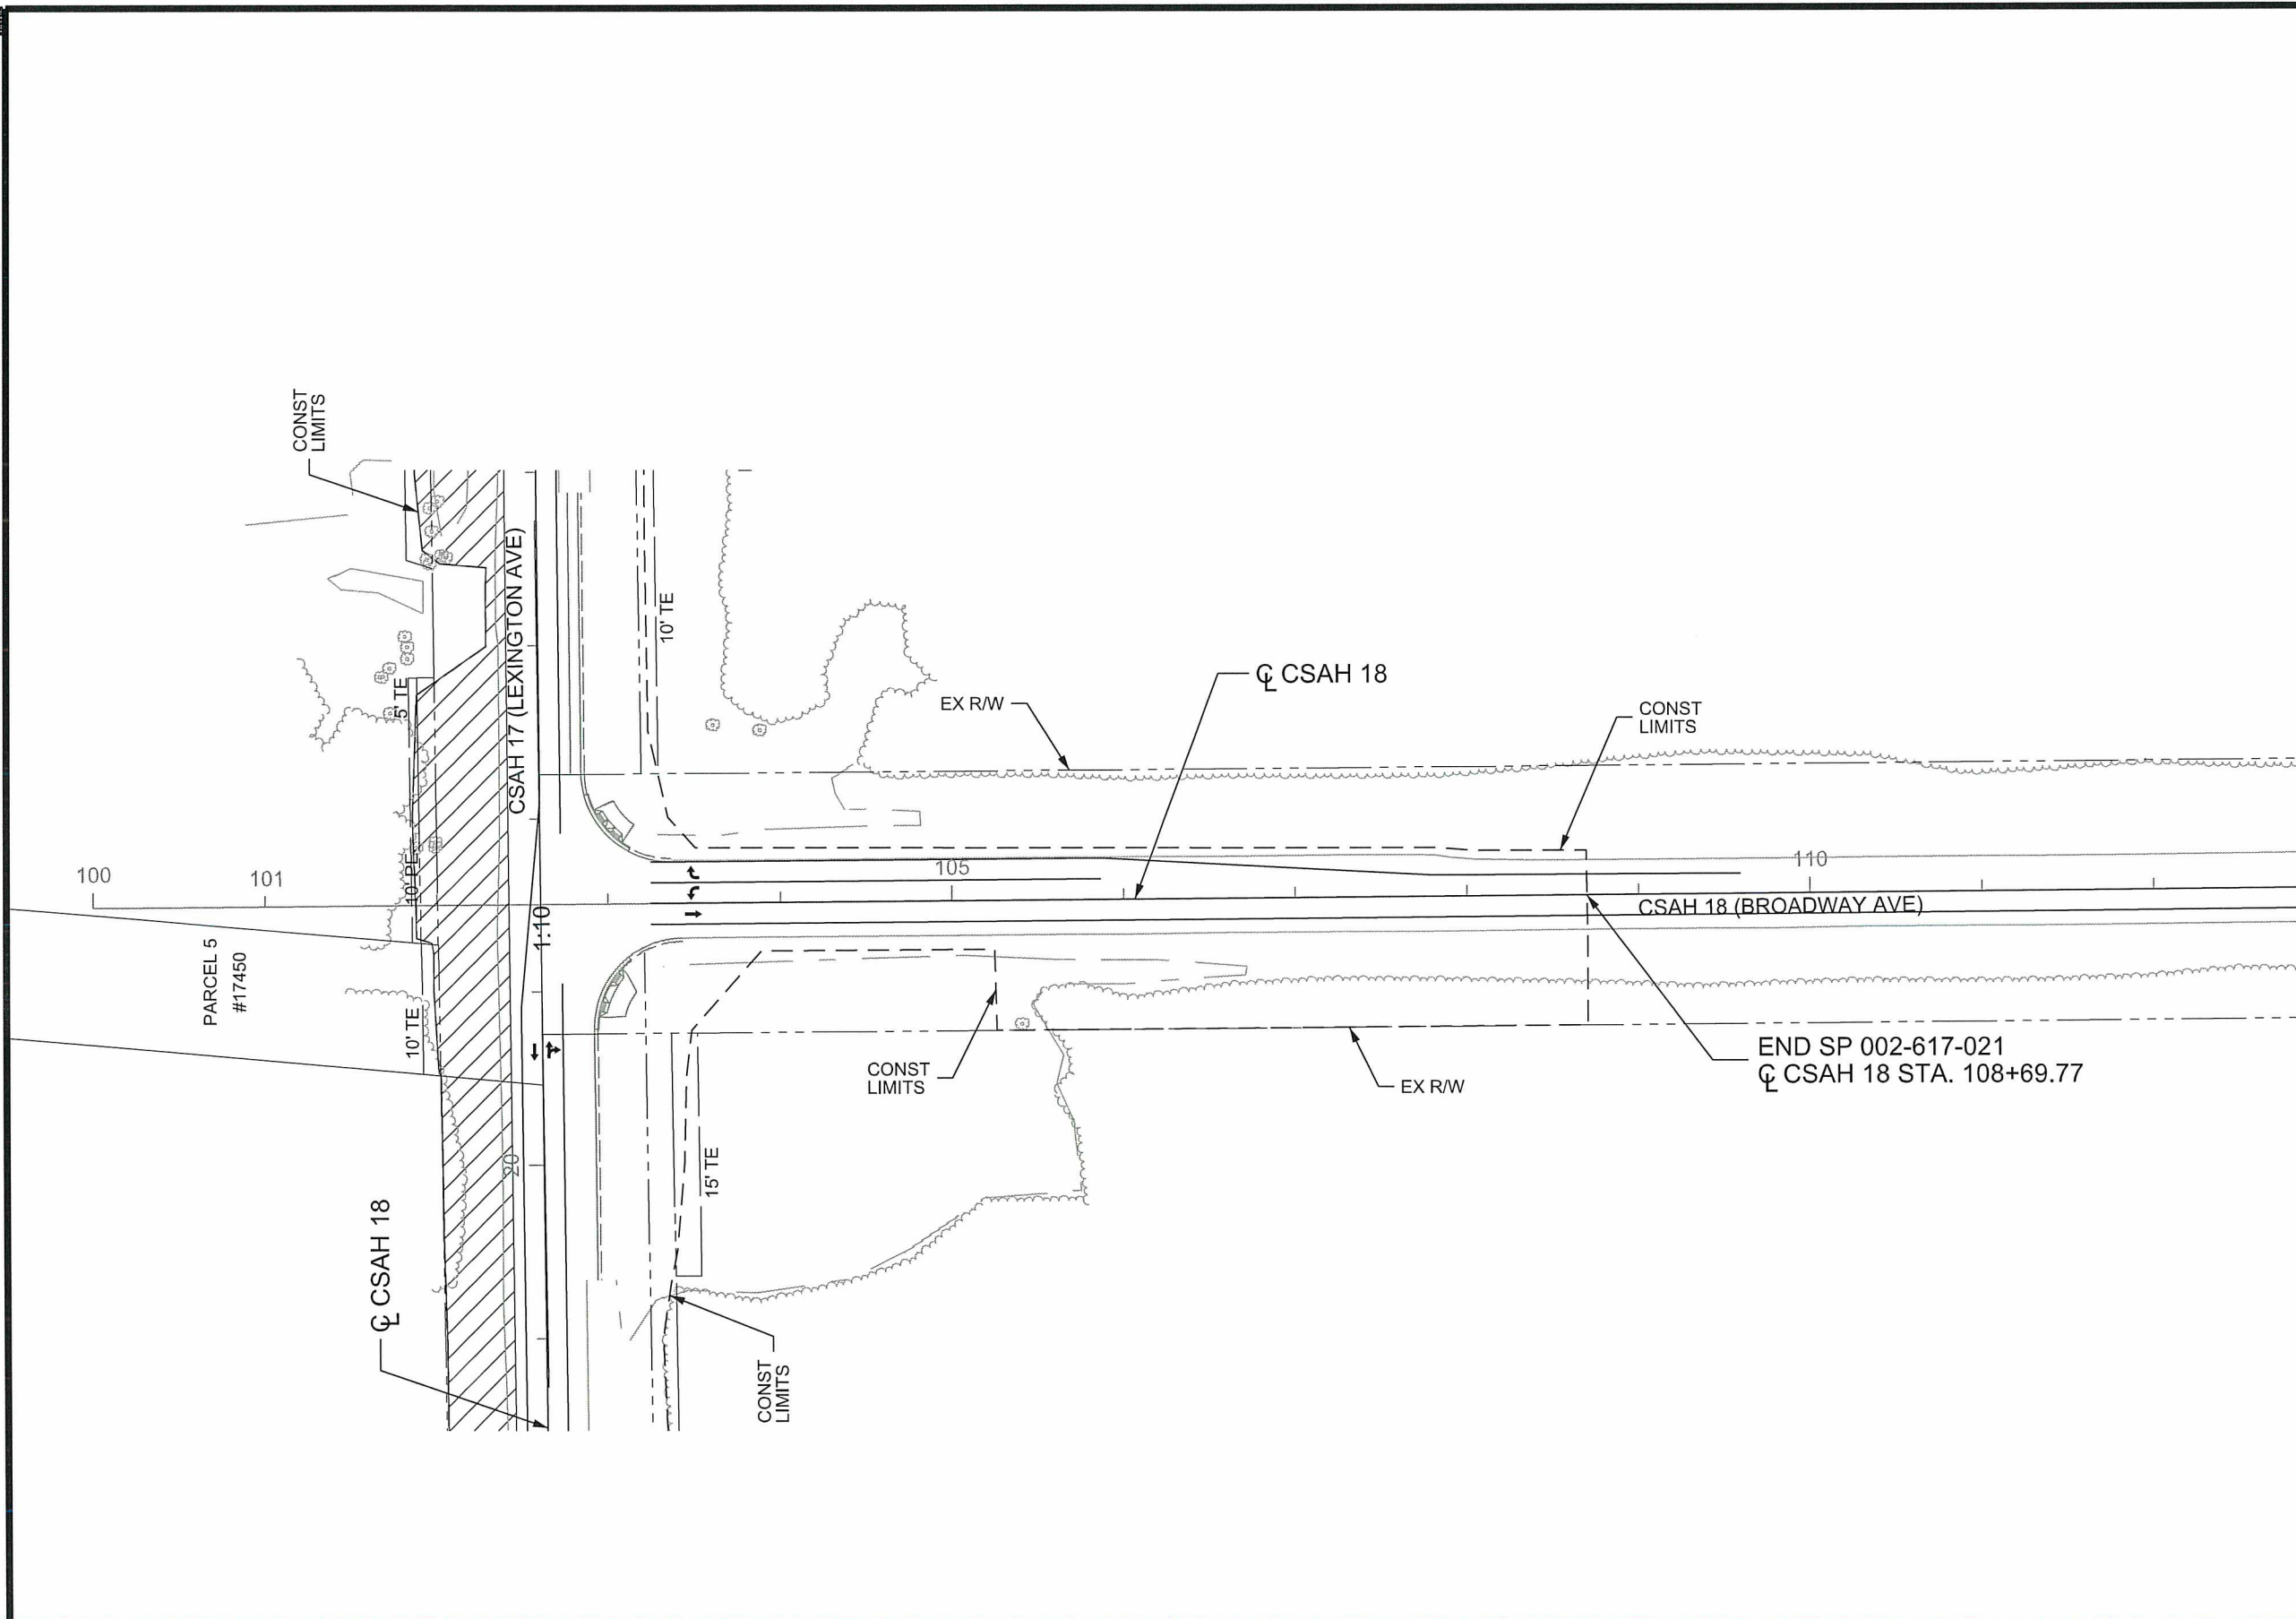 CONST
LIMITS
CSAH 17 (LEXINGTON AVE)
10' TE
5' TE
℄ CSAH 18
EX R/W
CONST
LIMITS
100
101
10' PE
105
110
1:10
CSAH 18 (BROADWAY AVE)
PARCEL 5
#17450
10' TE
CONST
LIMITS
EX R/W
END SP 002-617-021
℄ CSAH 18 STA. 108+69.77
20
15' TE
℄ CSAH 18
CONST
LIMITS